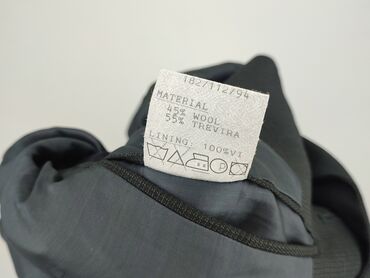 182/112/94
MATERIAL
45% WOOL
55% TREVIRA
LINING: 100%VI
P